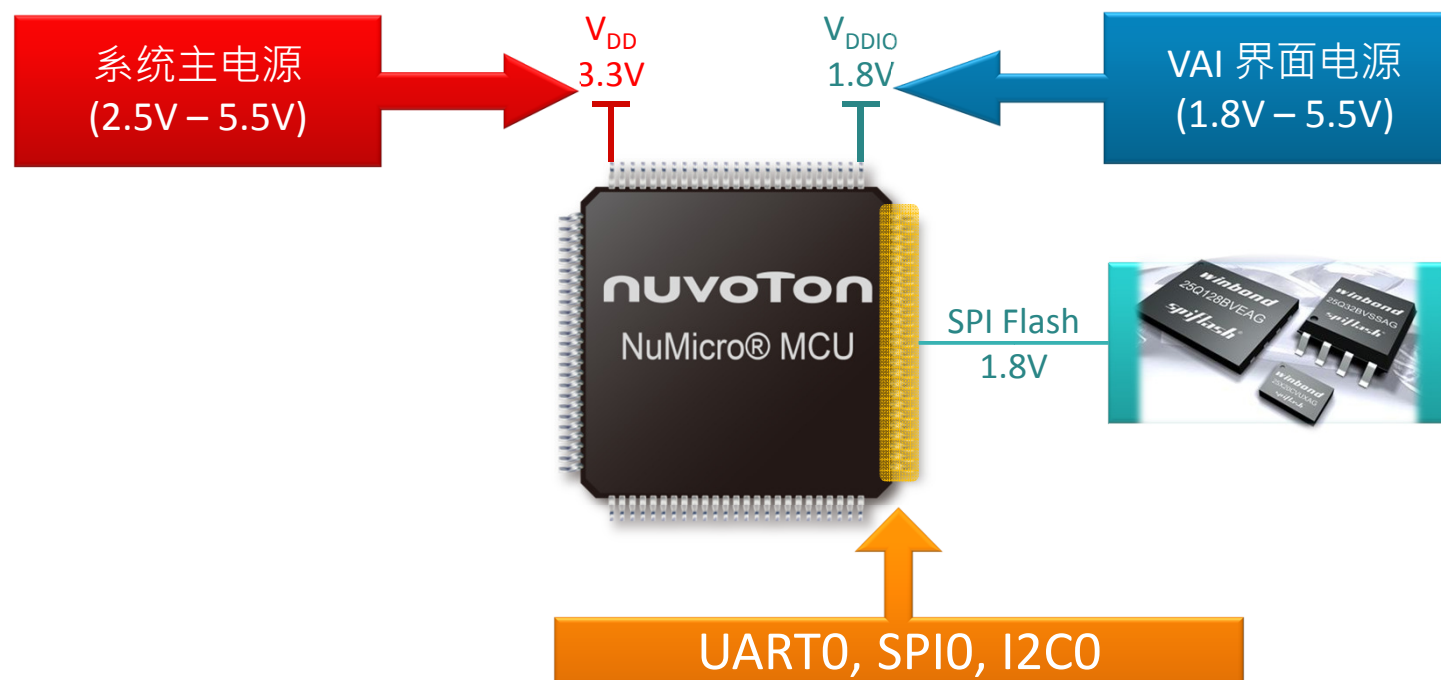 系统主电源
(2.5V – 5.5V)
VDD
3.3V
VDDIO
1.8V
VAI 界面电源
(1.8V – 5.5V)
nuvoTon
NuMicro® MCU
SPI Flash
1.8V
winbond
25Q128BVEAG
spiflash
winbond
25Q32BVSSAG
spiflash
winbond
spiflash
UART0, SPI0, I2C0